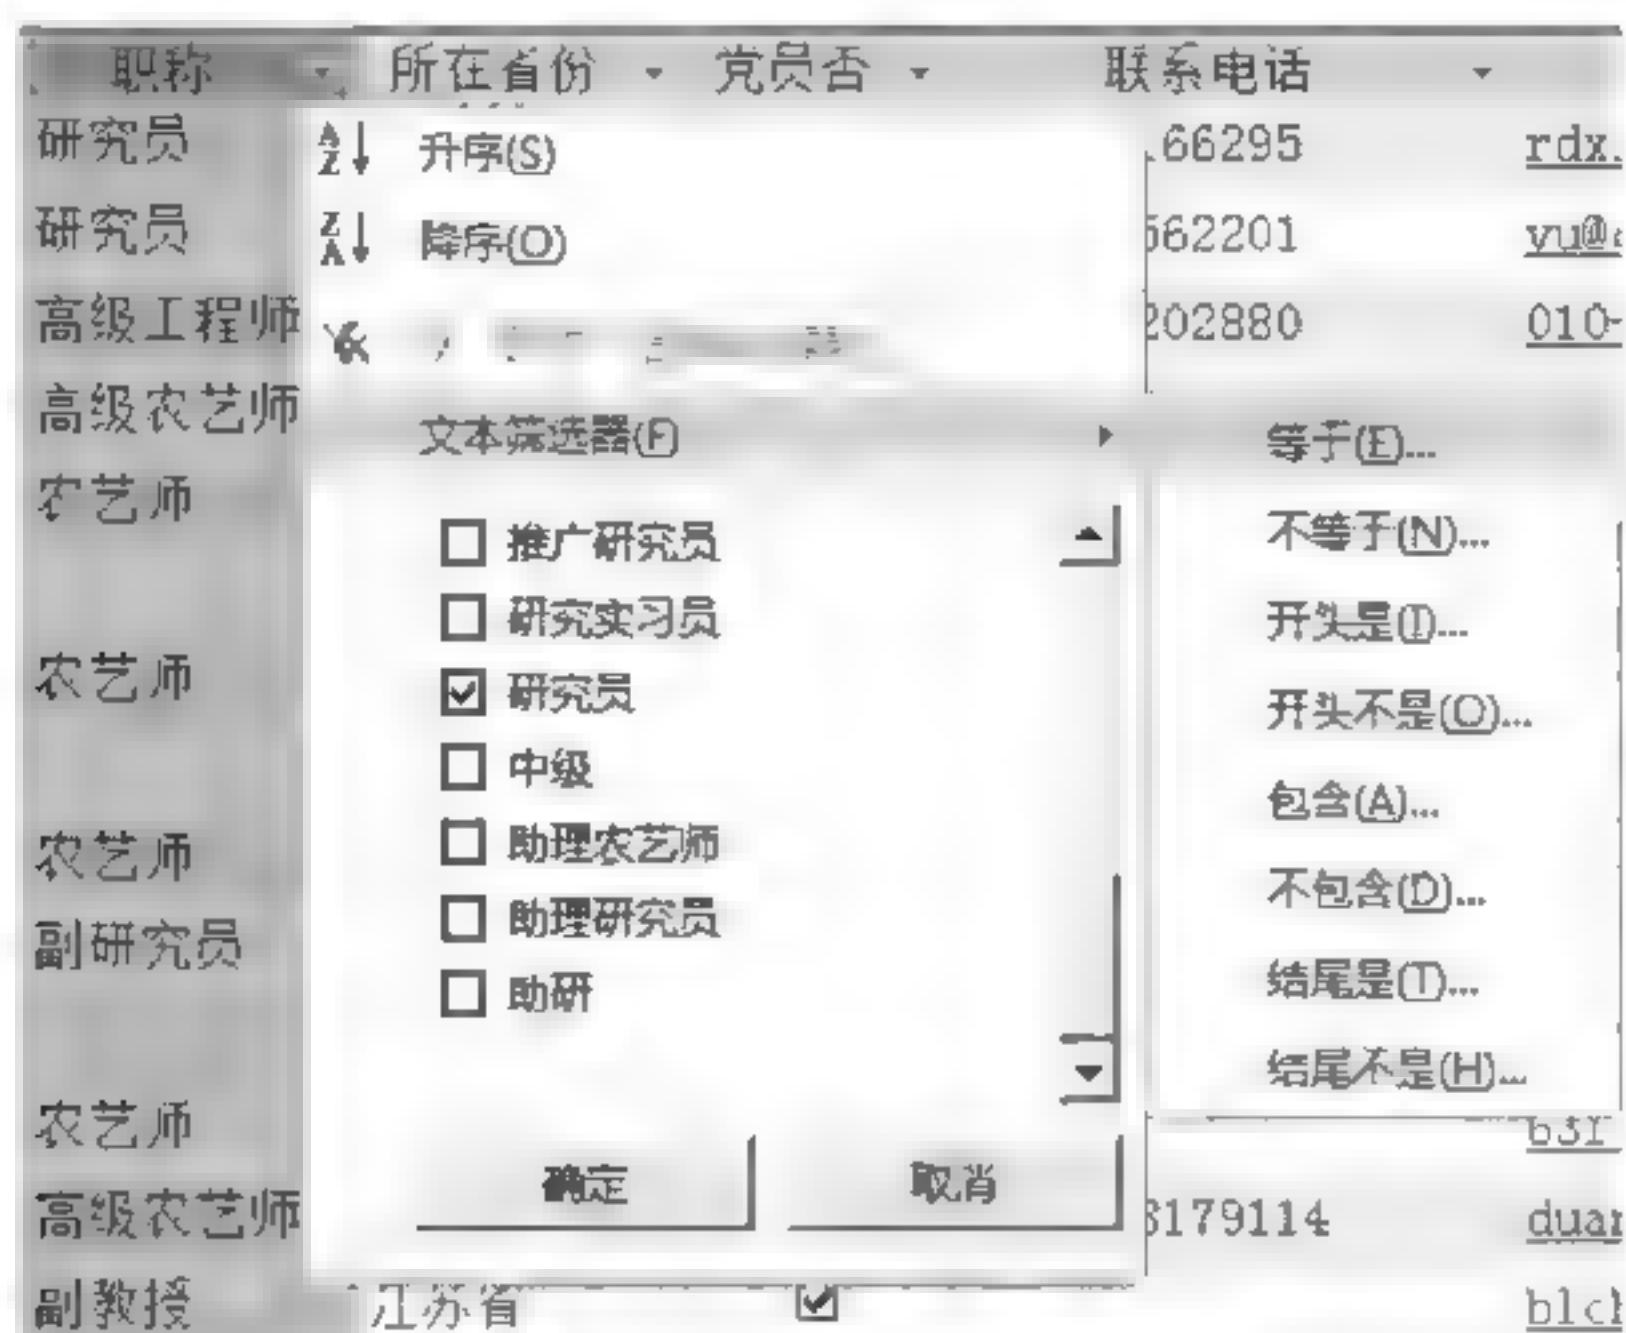 职称 所在省份 党员否 联系电话
研究员 升序(S) .66295 rdx.
研究员 降序(O) 562201 yu@
高级工程师 202880 010-
高级农艺师 文本筛选器(F) 等于(E)...
农艺师 推广研究员 不等于(N)...
研究实习员 开头是(I)...
农艺师 研究员 开头不是(O)...
中级 包含(A)...
农艺师 助理农艺师
助理研究员 不包含(D)...
副研究员 助研 结尾是(T)...
结尾不是(H)...
农艺师
确定 取消
高级农艺师 8179114 duan
副教授 江苏省 blch